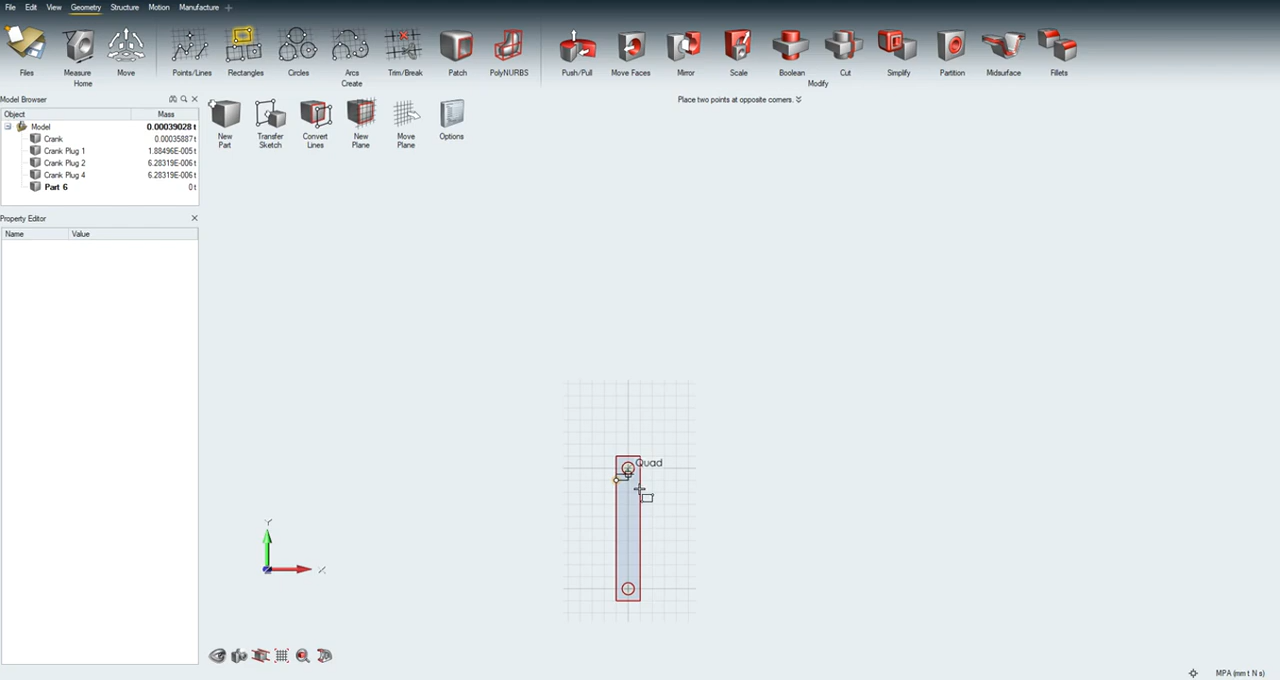 File Edit View Geometry Structure Motion Manufacture
Files Measure Move Points/Lines Rectangles Circles Arcs Trim/Break Patch PolyNURBS Push/Pull Move Faces Mirror Scale Boolean Cut Simplify Partition Midsurface Fillets
Home Create Modify
Model Browser
Place two points at opposite corners.
Object Mass
Model 0.00039028 t
Crank 0.00035887 t
Crank Plug 1 1.88496E-005 t
Crank Plug 2 6.28319E-006 t
Crank Plug 4 6.28319E-006 t
Part 6 0 t
New Part
Transfer Sketch
Convert Lines
New Plane
Move Plane
Options
Property Editor
Name Value
Quad
Y
X
MPA (mm t N s)